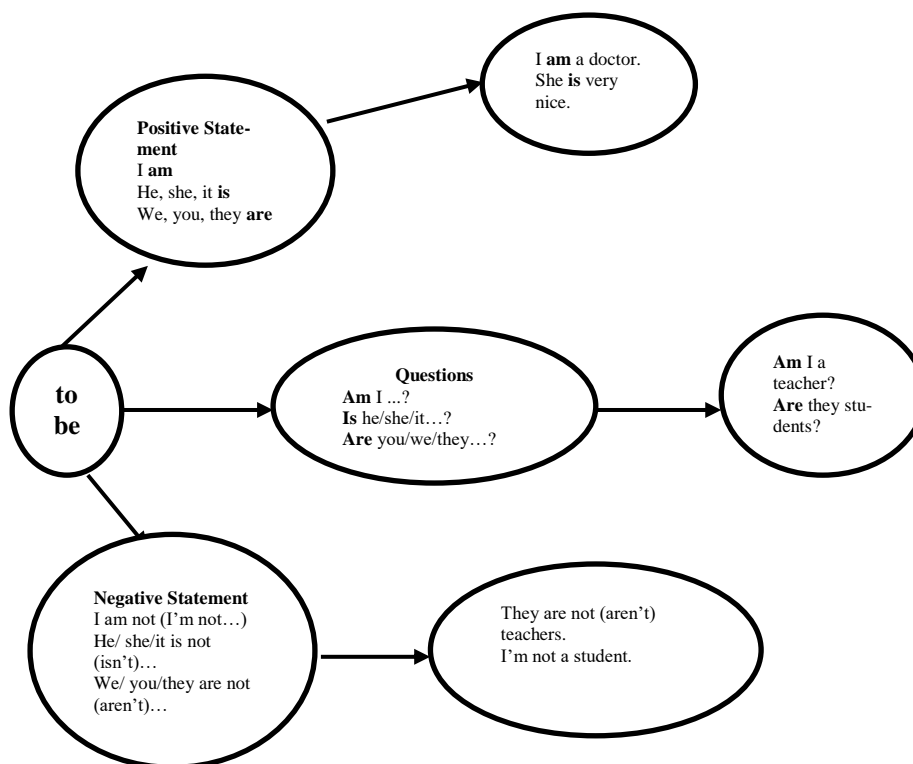 Positive State-
ment
I am
He, she, it is
We, you, they are
I am a doctor.
She is very
nice.
to
be
Questions
Am I ...?
Is he/she/it…?
Are you/we/they…?
Am I a
teacher?
Are they stu-
dents?
Negative Statement
I am not (I’m not…)
He/ she/it is not
(isn’t)…
We/ you/they are not
(aren’t)…
They are not (aren’t)
teachers.
I’m not a student.